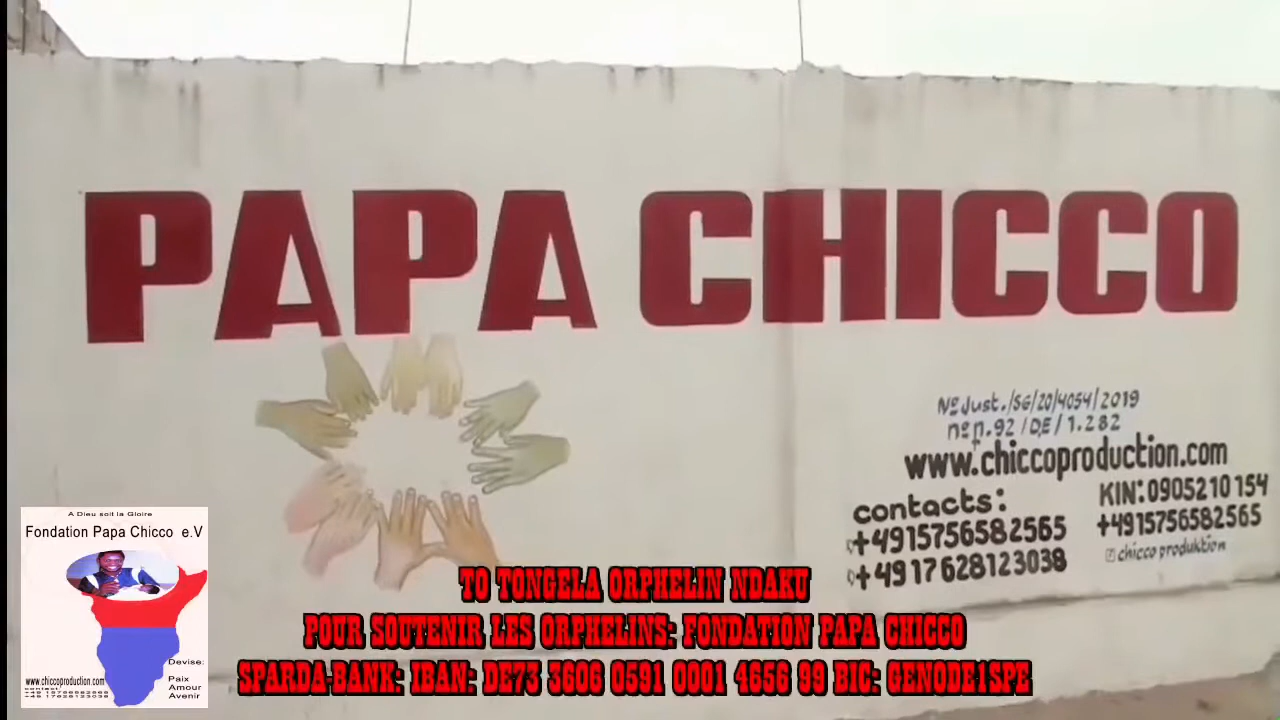 PAPA CHICCO
Nº Just./SG/20/4054/2019
nº п.92 /DE/1.282
www.chiccoproduction.com
contacts:
+4915756582565
+4917628123038
KIN: 0905210154
+4915756582565
chicco produktion
A Dieu soit la Gloire
Fondation Papa Chicco e.V
Devise:
Paix
Amour
Avenir
www.chiccoproduction.com
TO TONGELA ORPHELIN NDAKU
POUR SOUTENIR LES ORPHELINS: FONDATION PAPA CHICCO
SPARDA-BANK: IBAN: DE73 3606 0591 0001 4656 99 BIC: GENODE1SPE